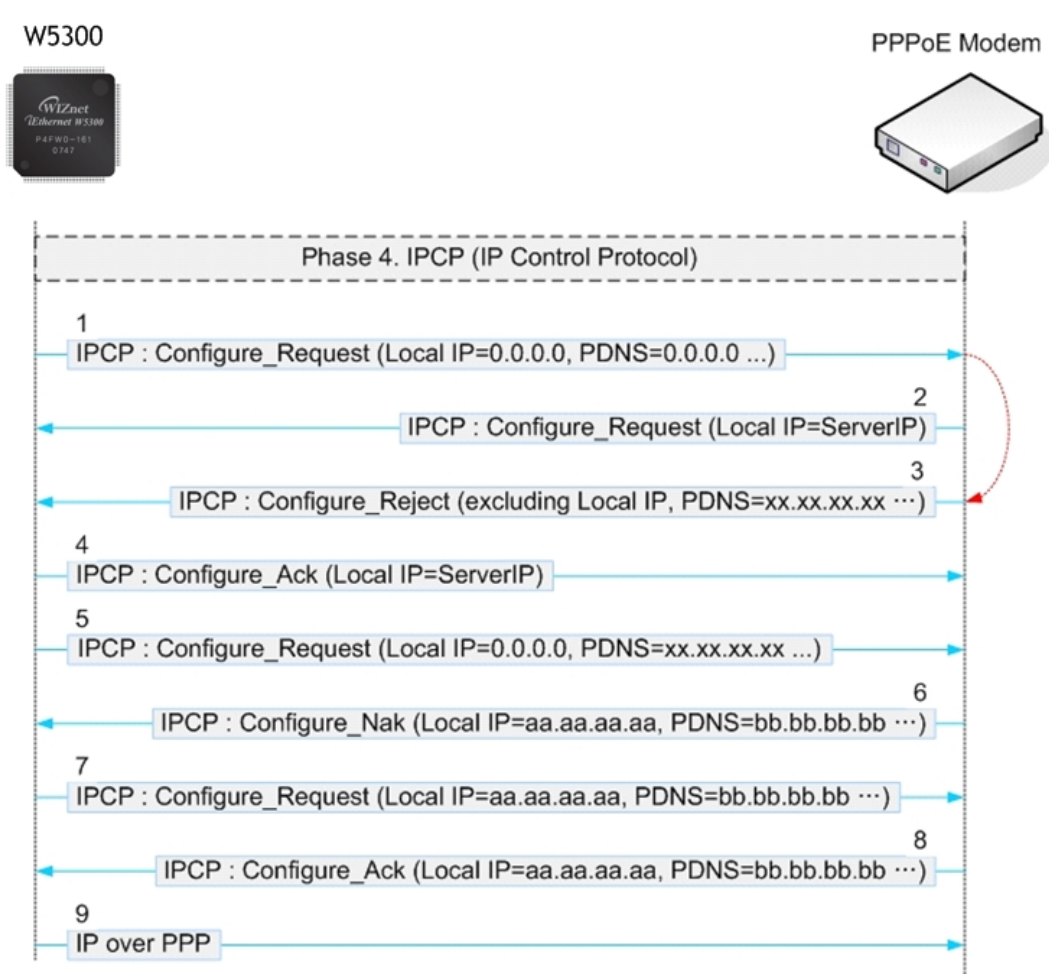 W5300
PPPoE Modem
WIZnet
iEthernet W5300
P4FW0-161
0747
Phase 4. IPCP (IP Control Protocol)
1
IPCP : Configure_Request (Local IP=0.0.0.0, PDNS=0.0.0.0 ...)
2
IPCP : Configure_Request (Local IP=ServerIP)
3
IPCP : Configure_Reject (excluding Local IP, PDNS=xx.xx.xx.xx ···)
4
IPCP : Configure_Ack (Local IP=ServerIP)
5
IPCP : Configure_Request (Local IP=0.0.0.0, PDNS=xx.xx.xx.xx ...)
6
IPCP : Configure_Nak (Local IP=aa.aa.aa.aa, PDNS=bb.bb.bb.bb ···)
7
IPCP : Configure_Request (Local IP=aa.aa.aa.aa, PDNS=bb.bb.bb.bb ···)
8
IPCP : Configure_Ack (Local IP=aa.aa.aa.aa, PDNS=bb.bb.bb.bb ···)
9
IP over PPP